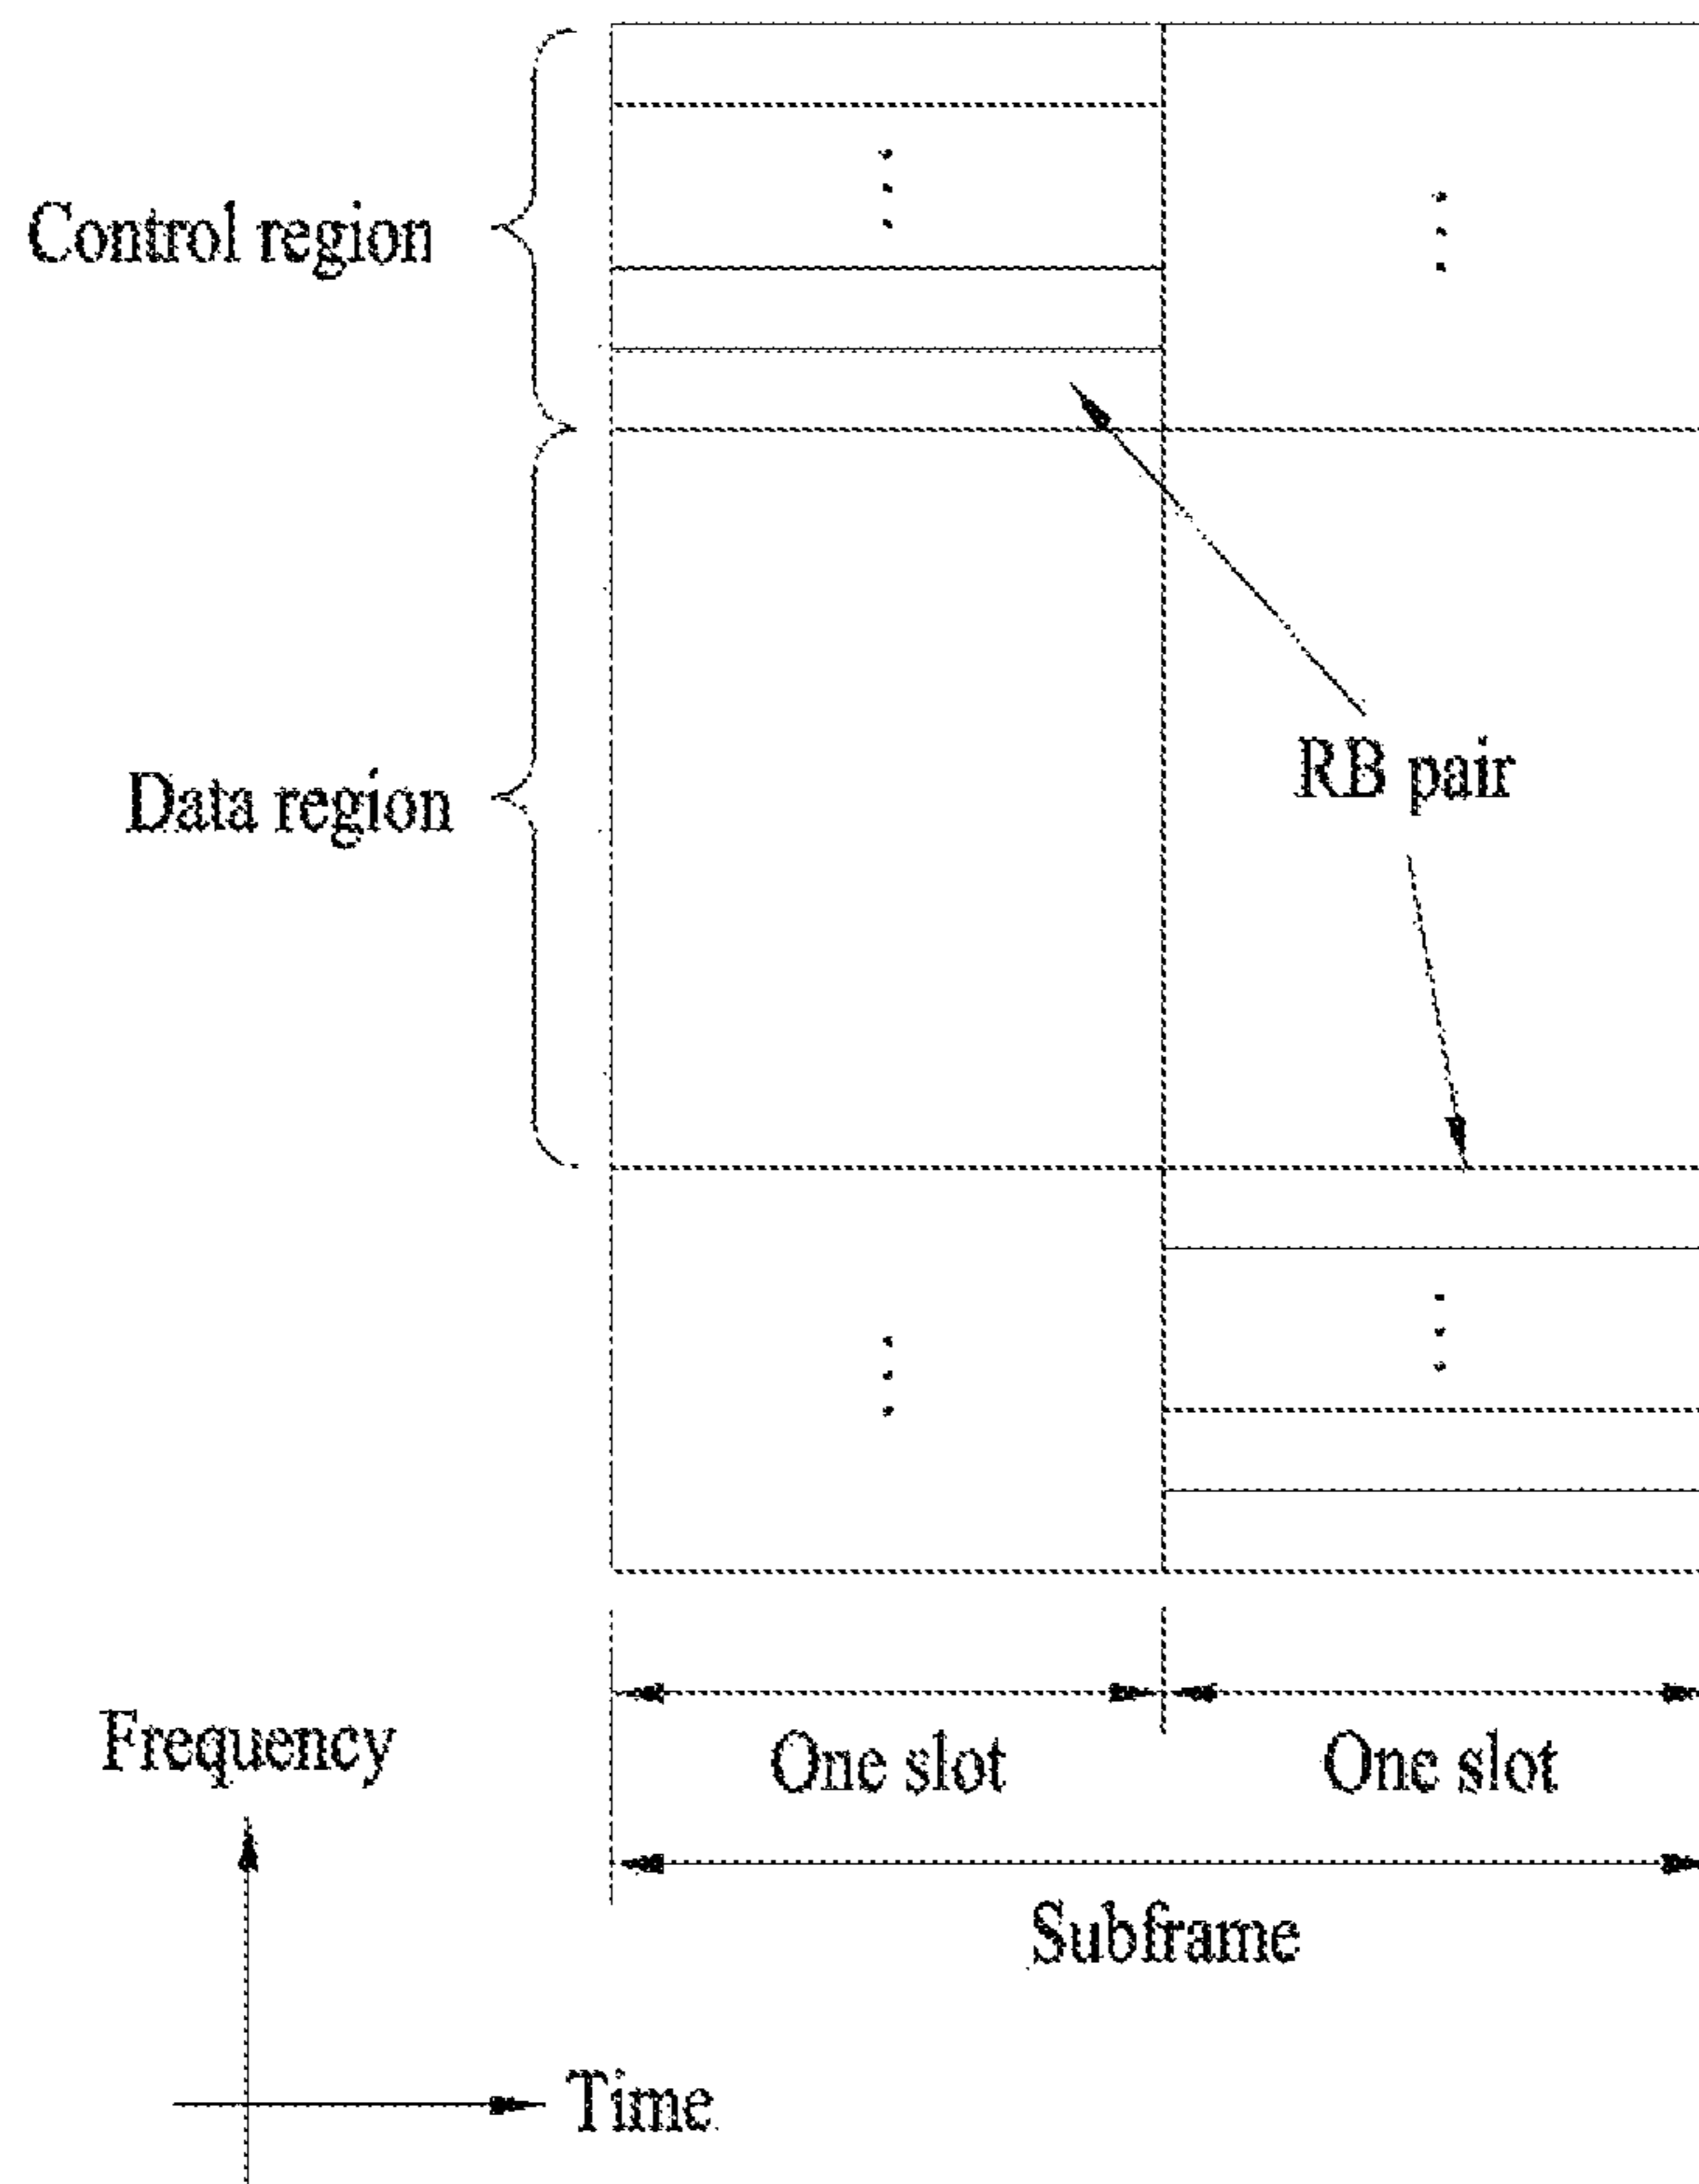 Control region
RB pair
Data region
One slot
One slot
Frequency
Subframe
Time